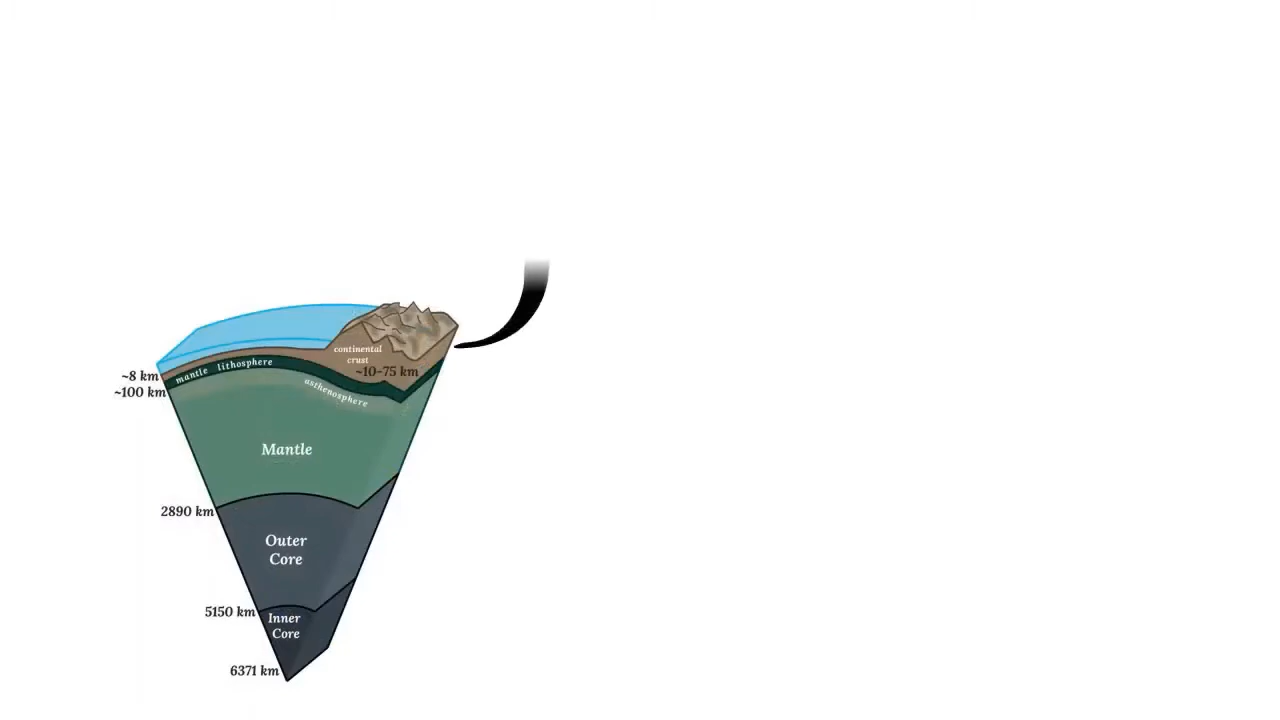 continental
crust
~10-75 km
~8 km
mantle lithosphere
~100 km
asthenosphere
Mantle
2890 km
Outer
Core
5150 km
Inner
Core
6371 km